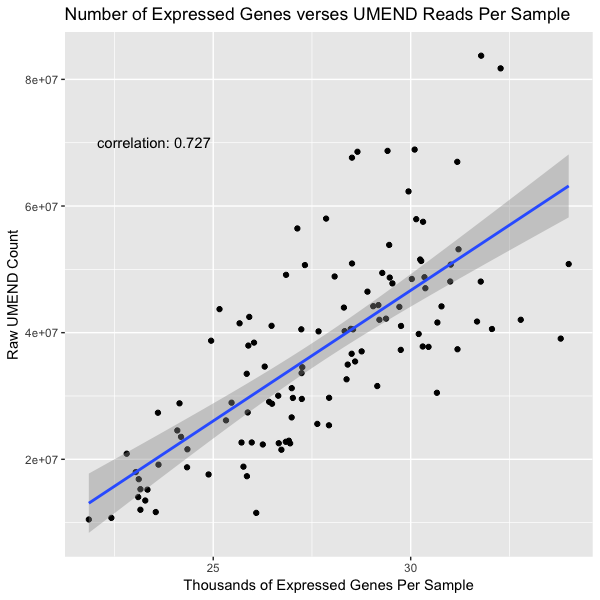 Number of Expressed Genes verses UMEND Reads Per Sample
8e+07
correlation: 0.727
6e+07
Raw UMEND Count
4e+07
2e+07
25
30
Thousands of Expressed Genes Per Sample